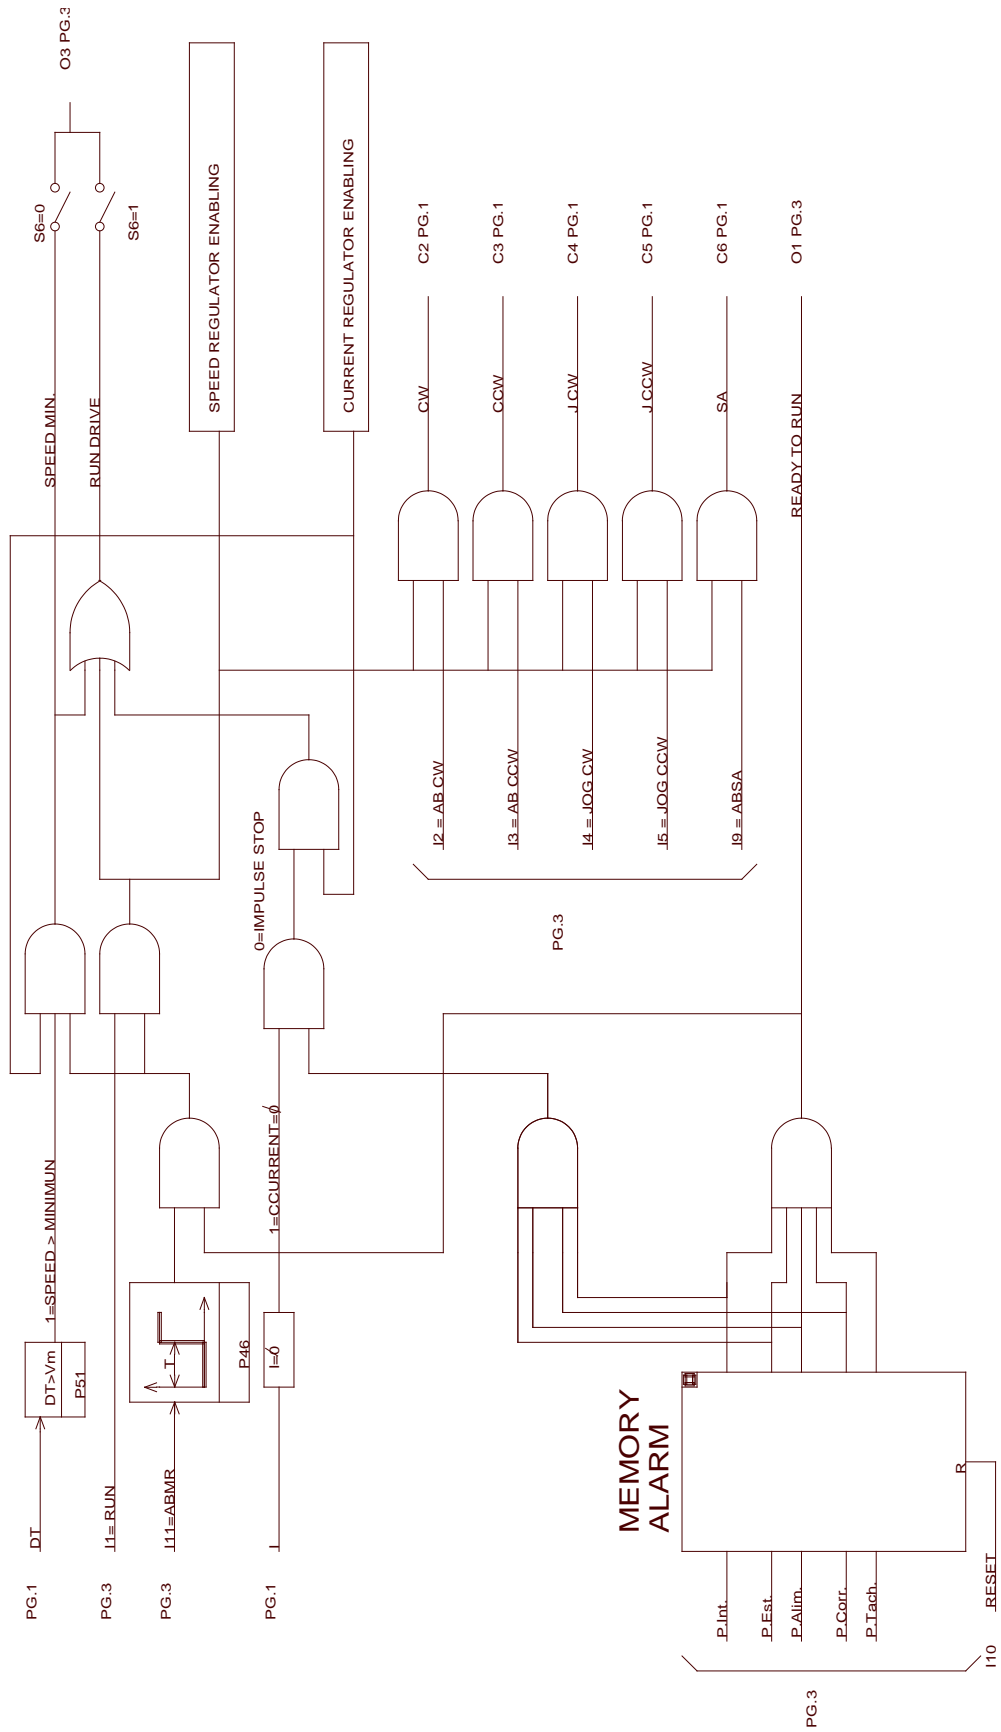 O3 PG.3
S6=0
S6=1
SPEED MIN.
RUN DRIVE
SPEED REGULATOR ENABLING
CURRENT REGULATOR ENABLING
C2 PG.1
C3 PG.1
C4 PG.1
C5 PG.1
C6 PG.1
O1 PG.3
CW
CCW
J CW
J CCW
SA
READY TO RUN
I2 = AB CW
I3 = AB CCW
I4 = JOG CW
I5 = JOG CCW
I9 = ABSA
PG.3
0=IMPULSE STOP
1=SPEED > MINIMUN
1=CCURRENT=Ø
DT>Vm
P51
T
P46
I=Ø
DT
I1= RUN
I11=ABMR
I
PG.1
PG.3
PG.3
PG.1
MEMORY
ALARM
R
P.Int.
P.Est.
P.Alim.
P.Corr.
P.Tach.
RESET
I10
PG.3